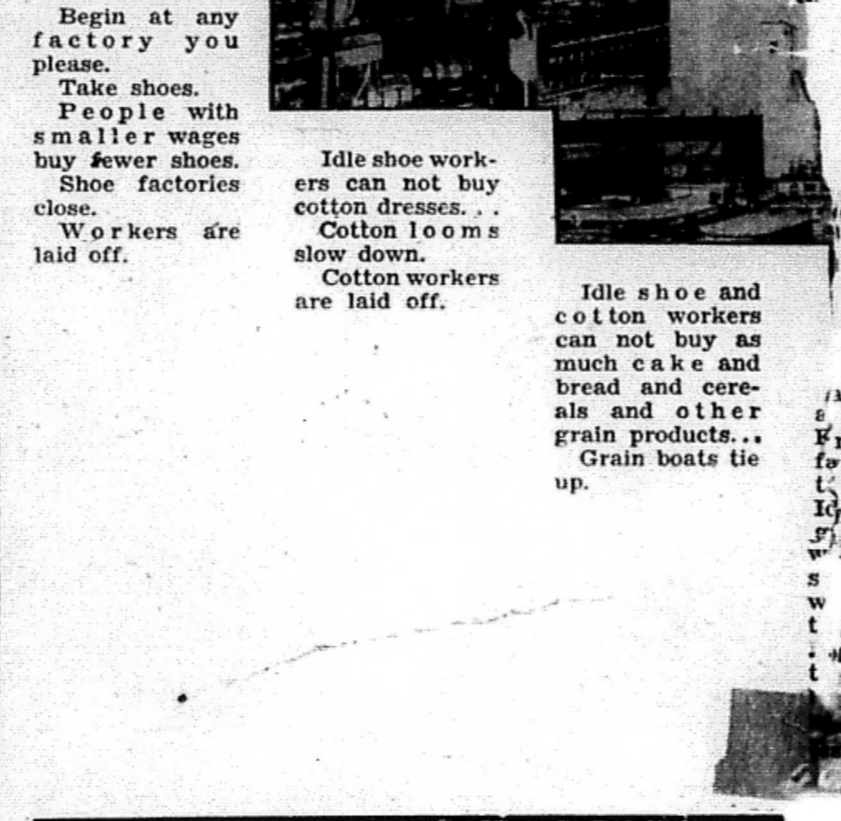 Begin at any
factory you
please.
Take shoes.
People with
smaller wages
buy fewer shoes.
Shoe factories
close.
Workers are
laid off.
Idle shoe work-
ers can not buy
cotton dresses. . .
Cotton looms
slow down.
Cotton workers
are laid off.
Idle shoe and
cotton workers
can not buy as
much cake and
bread and cere-
als and other
grain products...
Grain boats tie
up.